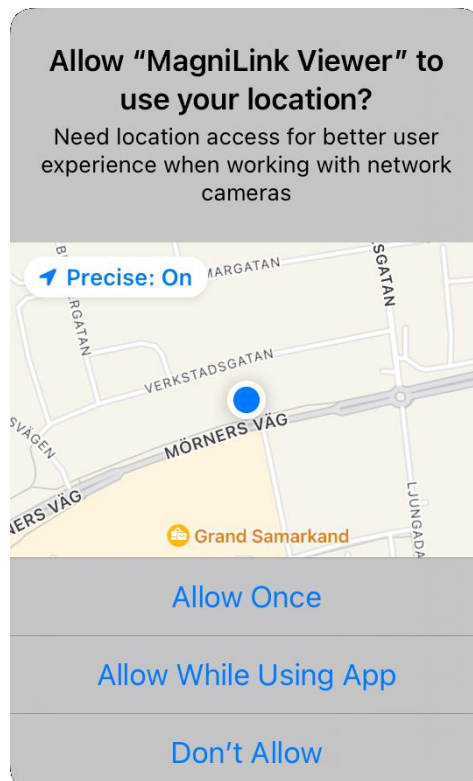 Allow “MagniLink Viewer” to
use your location?
Need location access for better user
experience when working with network
cameras
Precise: On
MARGATAN
SGATAN
RGATAN
VERKSTADSGATAN
SVÄGEN
MÖRNERS VÄG
NERS VÄG
LJUNGADA
Grand Samarkand
Allow Once
Allow While Using App
Don’t Allow